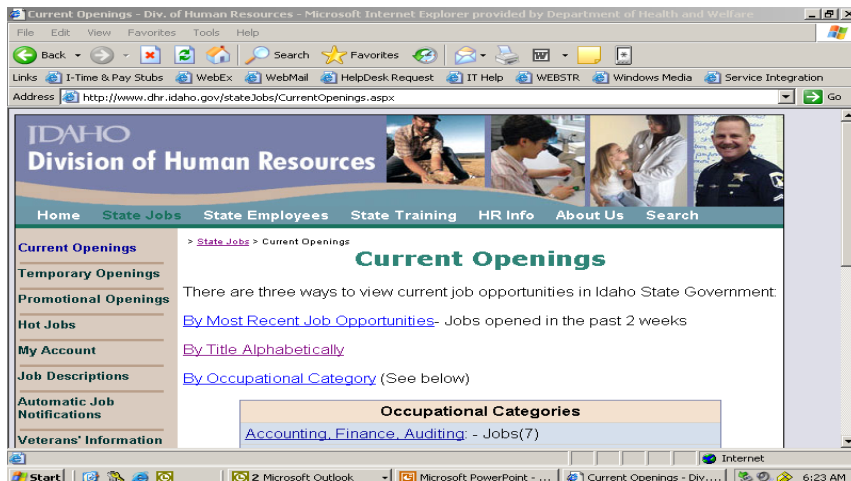 Current Openings - Div. of Human Resources - Microsoft Internet Explorer provided by Department of Health and Welfare
File Edit View Favorites Tools Help
Back Search Favorites
Links I-Time & Pay Stubs WebEx WebMail HelpDesk Request IT Help WEBSTR Windows Media Service Integration
Address http://www.dhr.idaho.gov/stateJobs/CurrentOpenings.aspx Go
IDAHO
Division of Human Resources
Home State Jobs State Employees State Training HR Info About Us Search
Current Openings
Temporary Openings
Promotional Openings
Hot Jobs
My Account
Job Descriptions
Automatic Job
Notifications
Veterans' Information
> State Jobs > Current Openings
Current Openings
There are three ways to view current job opportunities in Idaho State Government:
By Most Recent Job Opportunities- Jobs opened in the past 2 weeks
By Title Alphabetically
By Occupational Category (See below)
Occupational Categories
Accounting, Finance, Auditing: - Jobs(7)
Internet
Start 2 Microsoft Outlook Microsoft PowerPoint - ... Current Openings - Div.... 6:23 AM